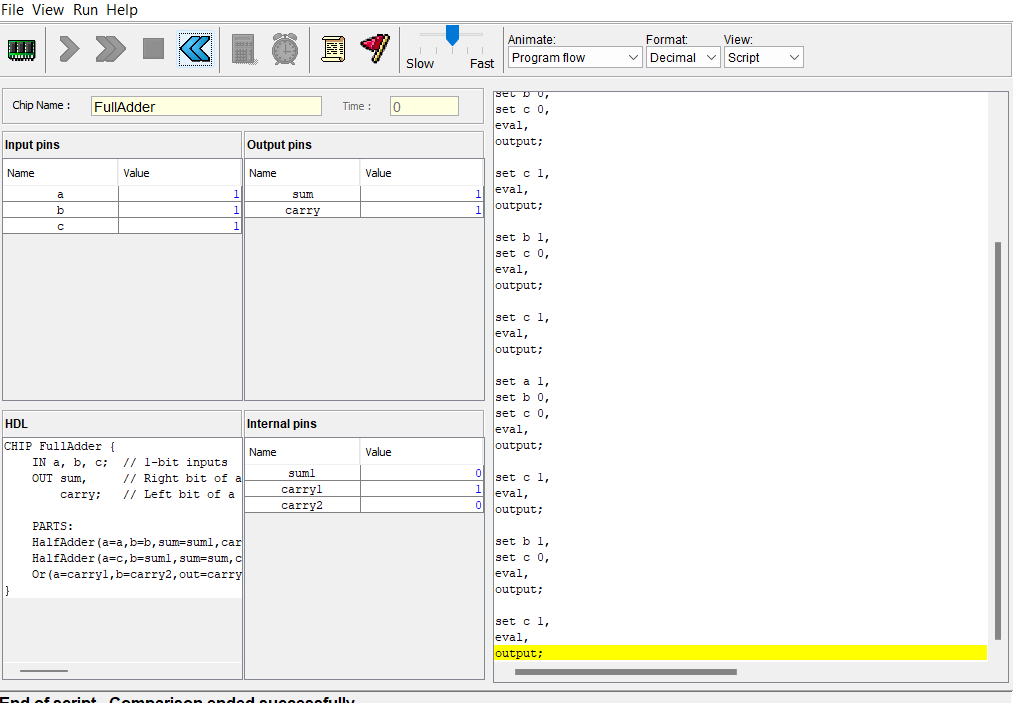 File View Run Help
Slow Fast
Animate:
Program flow
Format:
Decimal
View:
Script
Chip Name :
FullAdder
Time :
0
Input pins
Name Value
a 1
b 1
c 1
Output pins
Name Value
sum 1
carry 1
HDL
CHIP FullAdder {
IN a, b, c; // 1-bit inputs
OUT sum, // Right bit of a
carry; // Left bit of a
PARTS:
HalfAdder(a=a,b=b,sum=sum1,car
HalfAdder(a=c,b=sum1,sum=sum,c
Or(a=carry1,b=carry2,out=carry
}
Internal pins
Name Value
sum1 0
carry1 1
carry2 0
set b 0,
set c 0,
eval,
output;
set c 1,
eval,
output;
set b 1,
set c 0,
eval,
output;
set c 1,
eval,
output;
set a 1,
set b 0,
set c 0,
eval,
output;
set c 1,
eval,
output;
set b 1,
set c 0,
eval,
output;
set c 1,
eval,
output;
End of script - Comparison ended successfully